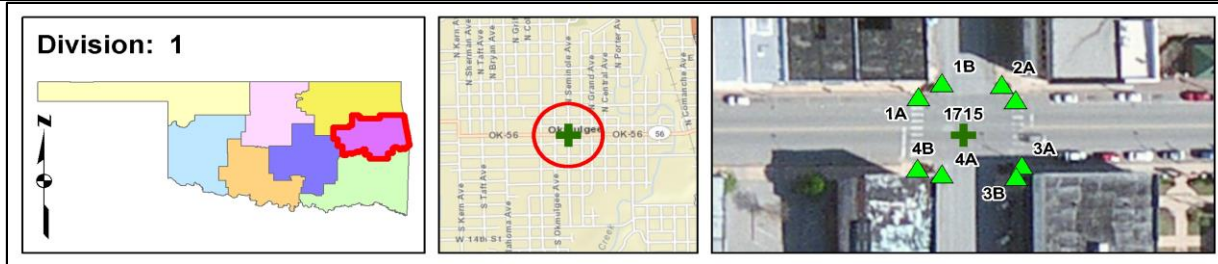 Division: 1
N
N Kern Ave
N Sherman Ave
N Taft Ave
N Bryan Ave
N Seminole Ave
N Grand Ave
N Central Ave
N Porter Ave
N Comanche Ave
OK-56
Okmulgee
OK-56
56
S Kern Ave
S Taft Ave
S Okmulgee Ave
Creek
W 14th St
1B
2A
1A
1715
4B
4A
3A
3B